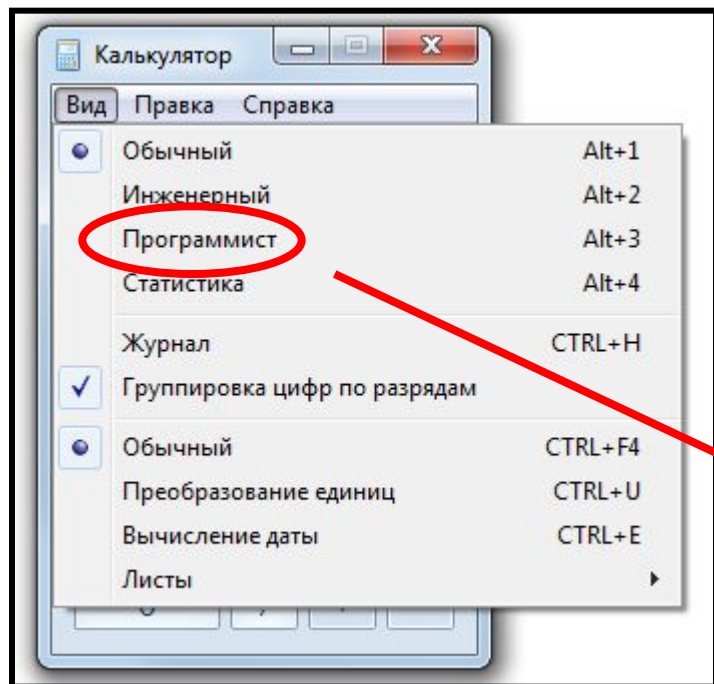 Калькулятор
Вид Правка Справка
Обычный Alt+1
Инженерный Alt+2
Программист Alt+3
Статистика Alt+4
Журнал CTRL+H
Группировка цифр по разрядам
Обычный CTRL+F4
Преобразование единиц CTRL+U
Вычисление даты CTRL+E
Листы